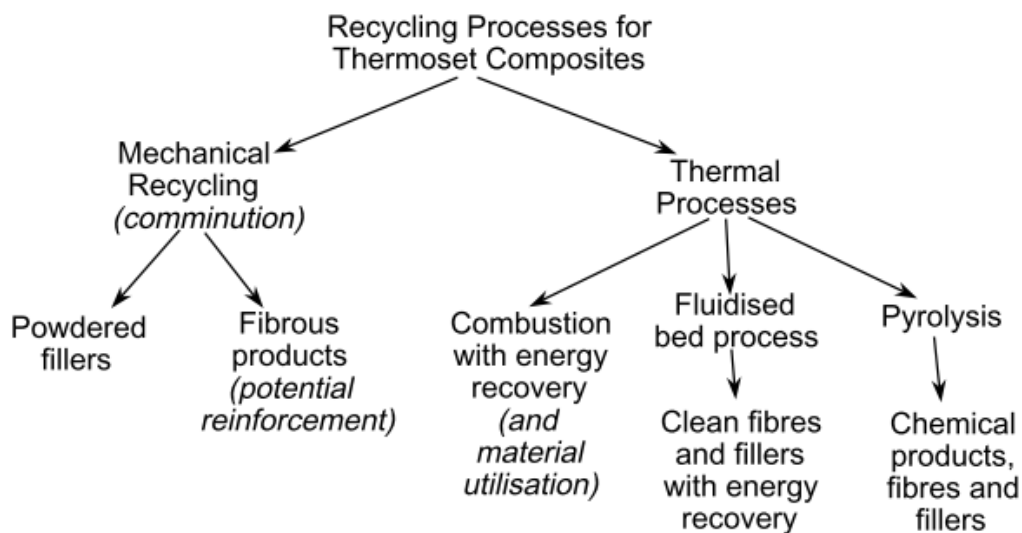 Recycling Processes for
Thermoset Composites
Mechanical
Recycling
(comminution)
Thermal
Processes
Powdered
fillers
Fibrous
products
(potential
reinforcement)
Combustion
with energy
recovery
(and
material
utilisation)
Fluidised
bed process
Pyrolysis
Clean fibres
and fillers
with energy
recovery
Chemical
products,
fibres and
fillers